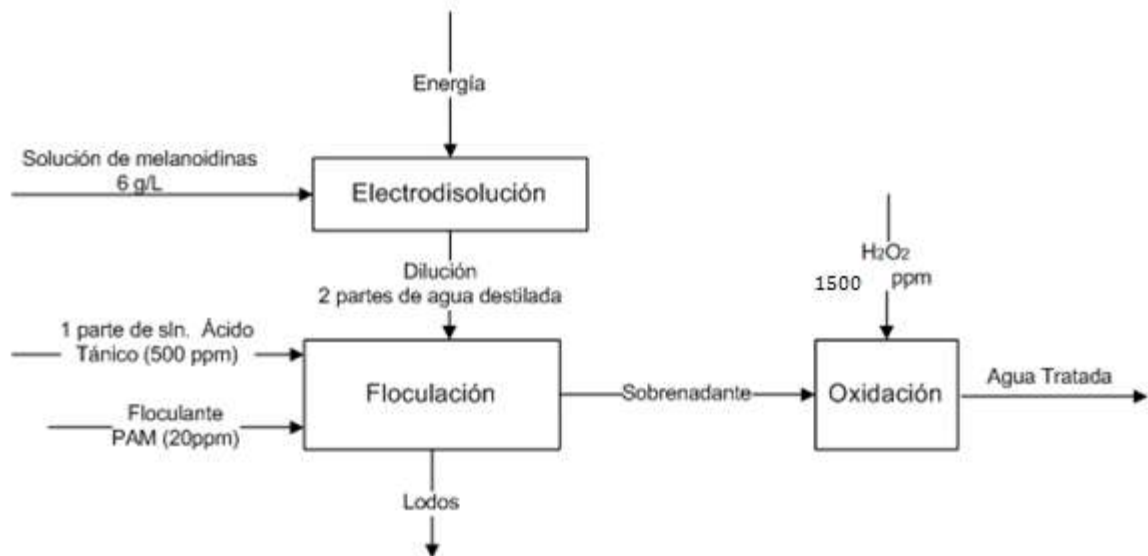 Energía
Solución de melanoidinas
6 g/L
Electrodisolución
H2O2
1500 ppm
Dilución
2 partes de agua destilada
1 parte de sln. Ácido
Tánico (500 ppm)
Floculación
Sobrenadante
Oxidación
Agua Tratada
Floculante
PAM (20ppm)
Lodos